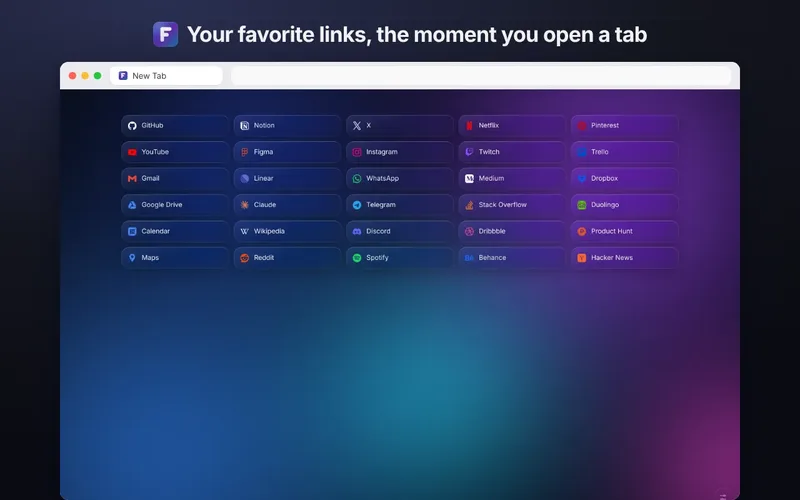 F Your favorite links, the moment you open a tab
F New Tab
GitHub Notion X Netflix Pinterest
YouTube Figma Instagram Twitch Trello
Gmail Linear WhatsApp Medium Dropbox
Google Drive Claude Telegram Stack Overflow Duolingo
Calendar Wikipedia Discord Dribbble Product Hunt
Maps Reddit Spotify Behance Hacker News